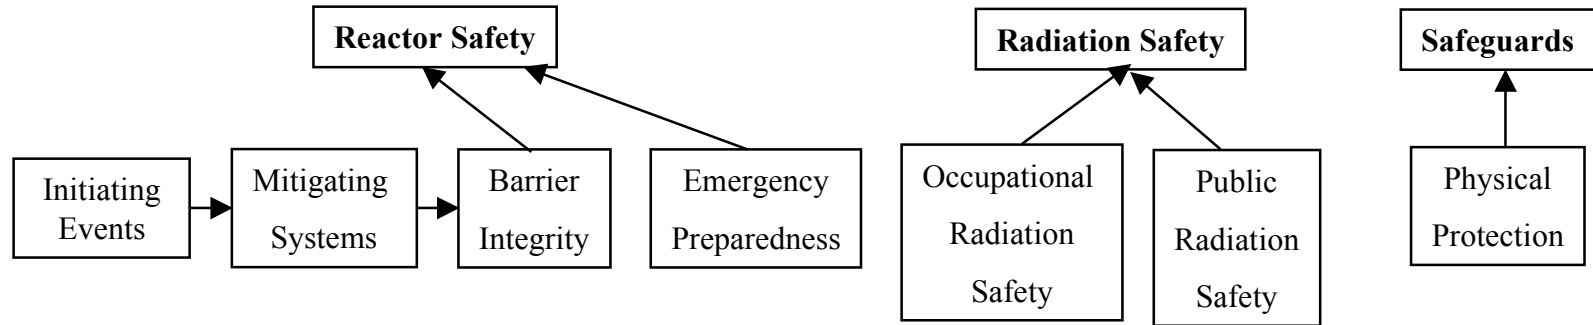 Reactor Safety
Radiation Safety
Safeguards
Initiating
Events
Mitigating
Systems
Barrier
Integrity
Emergency
Preparedness
Occupational
Radiation
Safety
Public
Radiation
Safety
Physical
Protection